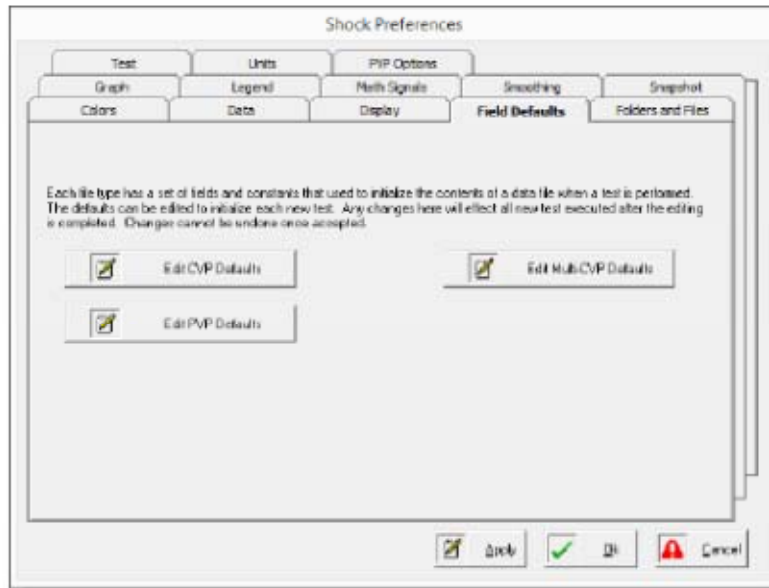 Shock Preferences
Test Units PVP Options
Graph Legend Math Signals Smoothing Snapshot
Colors Data Display Field Defaults Folders and Files
Each file type has a set of fields and constants that used to initialize the contents of a data file when a test is performed.
The defaults can be edited to initialize each new test. Any changes here will effect all new test executed after the editing
is completed. Changes cannot be undone once accepted.
Edit CVP Defaults Edit Multi-CVP Defaults
Edit PVP Defaults
Apply Ok Cancel